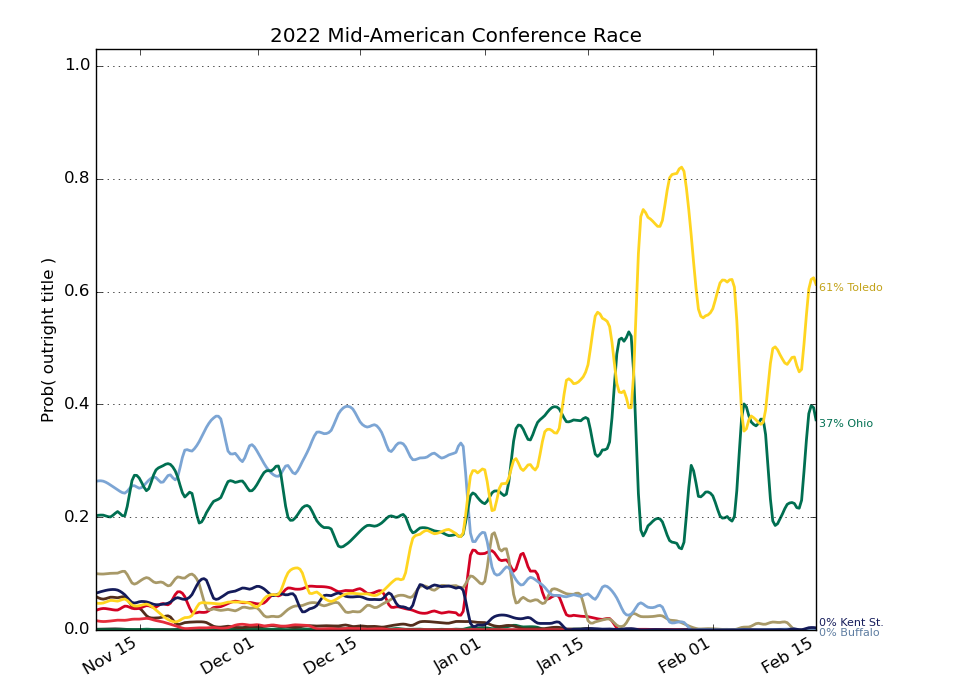 2022 Mid-American Conference Race
Prob( outright title )
1.0
0.8
0.6
0.4
0.2
0.0
61% Toledo
37% Ohio
0% Kent St.
0% Buffalo
Nov 15
Dec 01
Dec 15
Jan 01
Jan 15
Feb 01
Feb 15